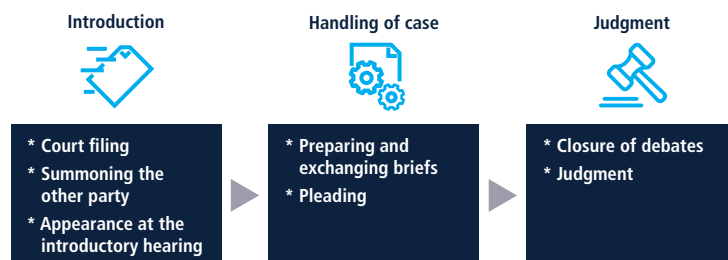 Introduction
* Court filing
* Summoning the
other party
* Appearance at the
introductory hearing
Handling of case
* Preparing and
exchanging briefs
* Pleading
Judgment
* Closure of debates
* Judgment